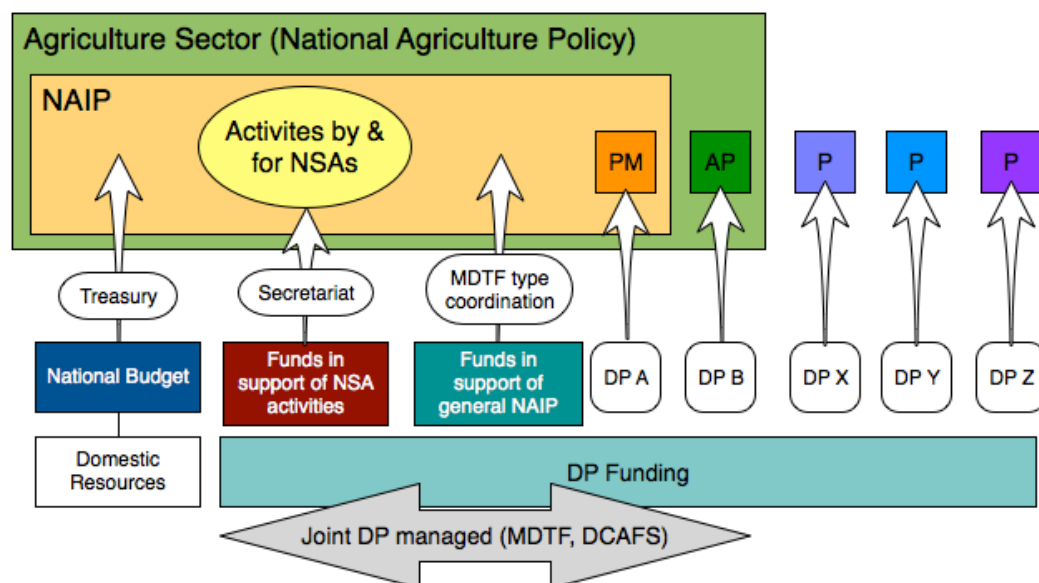 Agriculture Sector (National Agriculture Policy)
NAIP
Activites by &
for NSAs
PM
AP
P
P
P
Treasury
Secretariat
MDTF type
coordination
National Budget
Funds in
support of NSA
activities
Funds in
support of
general NAIP
DP A
DP B
DP X
DP Y
DP Z
Domestic
Resources
DP Funding
Joint DP managed (MDTF, DCAFS)